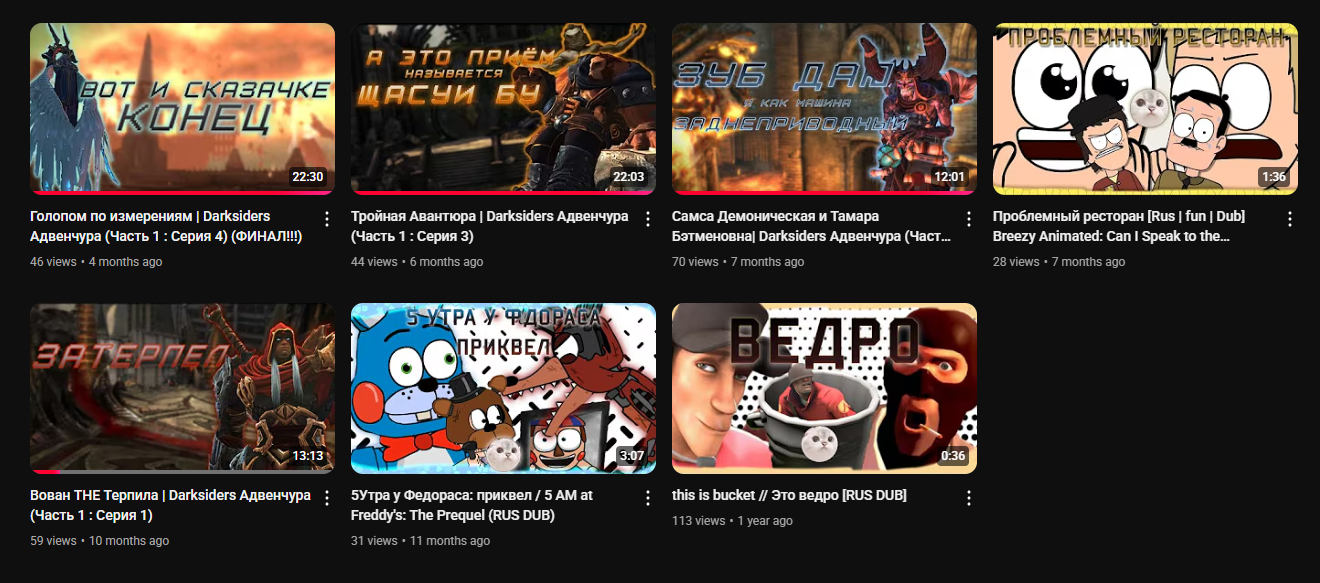 ВОТ И СКАЗАЧКЕ
КОНЕЦ
22:30
А ЭТО ПРИЁМ
НАЗЫВАЕТСЯ
ЩАСУИ БУ
22:03
ЗУБ ДАЮ
Я КАК МАШИНА
ЗАДНЕПРИВОДНЫЙ
12:01
ПРОБЛЕМНЫЙ РЕСТОРАН
1:36
Голопом по измерениям | Darksiders
Адвенчура (Часть 1 : Серия 4) (ФИНАЛ!!!)
46 views • 4 months ago
Тройная Авантюра | Darksiders Адвенчура
(Часть 1 : Серия 3)
44 views • 6 months ago
Самса Демоническая и Тамара
Бэтменовна| Darksiders Адвенчура (Част...
70 views • 7 months ago
Проблемный ресторан [Rus | fun | Dub]
Breezy Animated: Can I Speak to the...
28 views • 7 months ago
ЗАТЕРПЕЛ
13:13
5 УТРА У ФДОРАСА
ПРИКВЕЛ
3:07
ВЕДРО
0:36
Вован THE Терпила | Darksiders Адвенчура
(Часть 1 : Серия 1)
59 views • 10 months ago
5Утра у Федораса: приквел / 5 AM at
Freddy's: The Prequel (RUS DUB)
31 views • 11 months ago
this is bucket // Это ведро [RUS DUB]
113 views • 1 year ago